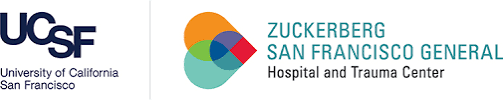 UCSF
University of California
San Francisco
ZUCKERBERG
SAN FRANCISCO GENERAL
Hospital and Trauma Center